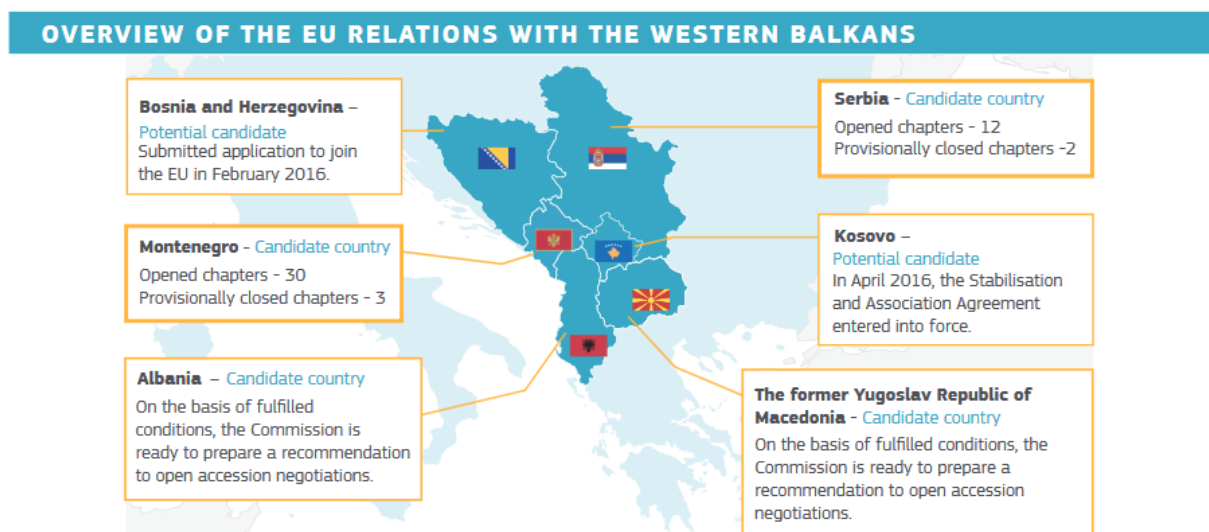 OVERVIEW OF THE EU RELATIONS WITH THE WESTERN BALKANS
Bosnia and Herzegovina –
Potential candidate
Submitted application to join
the EU in February 2016.
Serbia - Candidate country
Opened chapters - 12
Provisionally closed chapters -2
Montenegro - Candidate country
Opened chapters - 30
Provisionally closed chapters - 3
Kosovo –
Potential candidate
In April 2016, the Stabilisation
and Association Agreement
entered into force.
Albania – Candidate country
On the basis of fulfilled
conditions, the Commission is
ready to prepare a recommendation
to open accession negotiations.
The former Yugoslav Republic of
Macedonia - Candidate country
On the basis of fulfilled conditions, the
Commission is ready to prepare a
recommendation to open accession
negotiations.